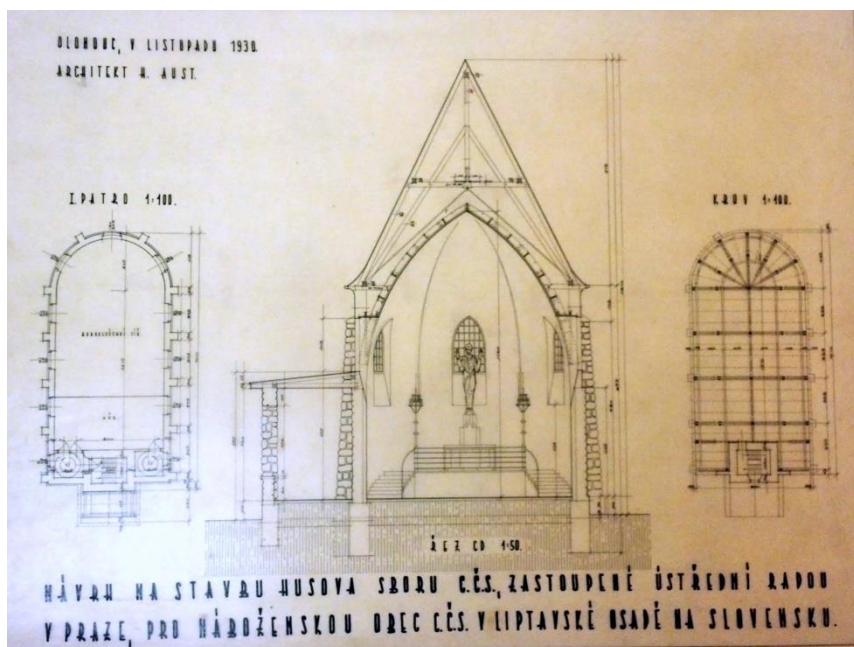 OLOMOUC, V LISTOPADU 1930.
ARCHITEKT H. AUST.
I.PATRO 1:100.
KROV 1:100.
ŘEZ CD 1:50.
NÁVRH NA STAVBU HUSOVA SBORU C.Č.S., ZASTOUPENÉ ÚSTŘEDNÍ RADOU
V PRAZE, PRO NÁBOŽENSKOU OBEC C.Č.S. V LIPTAVSKÉ OSADĚ NA SLOVENSKU.